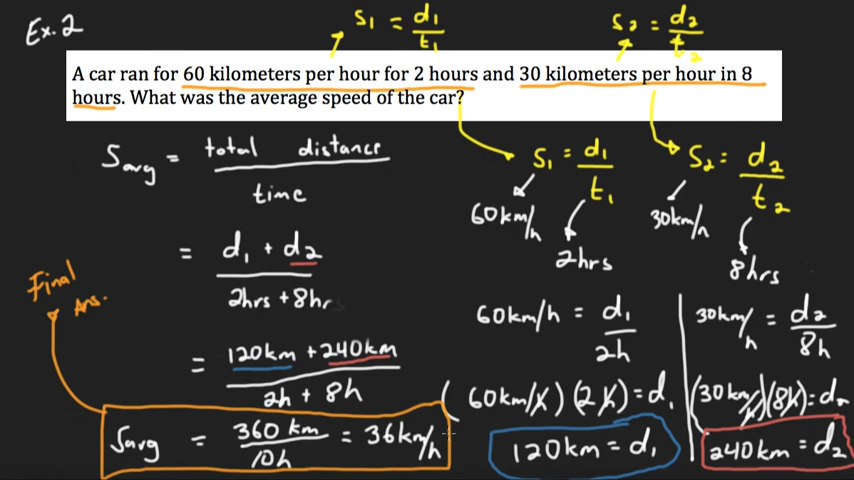 Ex. 2
S1 = d1/t1
S2 = d2/t2
A car ran for 60 kilometers per hour for 2 hours and 30 kilometers per hour in 8
hours. What was the average speed of the car?
Savg = total distance / time
S1 = d1/t1
S2 = d2/t2
60km/h
2hrs
30km/h
8hrs
= d1 + d2 / 2hrs + 8hr
Final
Ans.
60km/h = d1/2h
30km/h = d2/8h
= 120km + 240km / 2h + 8h
(60km/h)(2h) = d1
(30km/h)(8h) = d2
Savg = 360 km / 10h = 36km/h
120km = d1
240km = d2